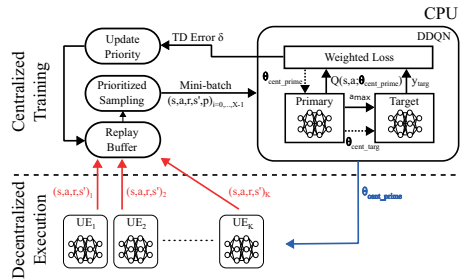 CPU
DDQN
Update
Priority
TD Error δ
Weighted Loss
θcent_prime
Q(s,a;θcent_prime)
ytarg
Prioritized
Sampling
Mini-batch
(s,a,r,s',p)i=0,...,X-1
Primary
amax
Target
θcent_targ
Replay
Buffer
Centralized
Training
(s,a,r,s')1
(s,a,r,s')2
(s,a,r,s')K
θcent_prime
Decentralized
Execution
UE1
UE2
UEK